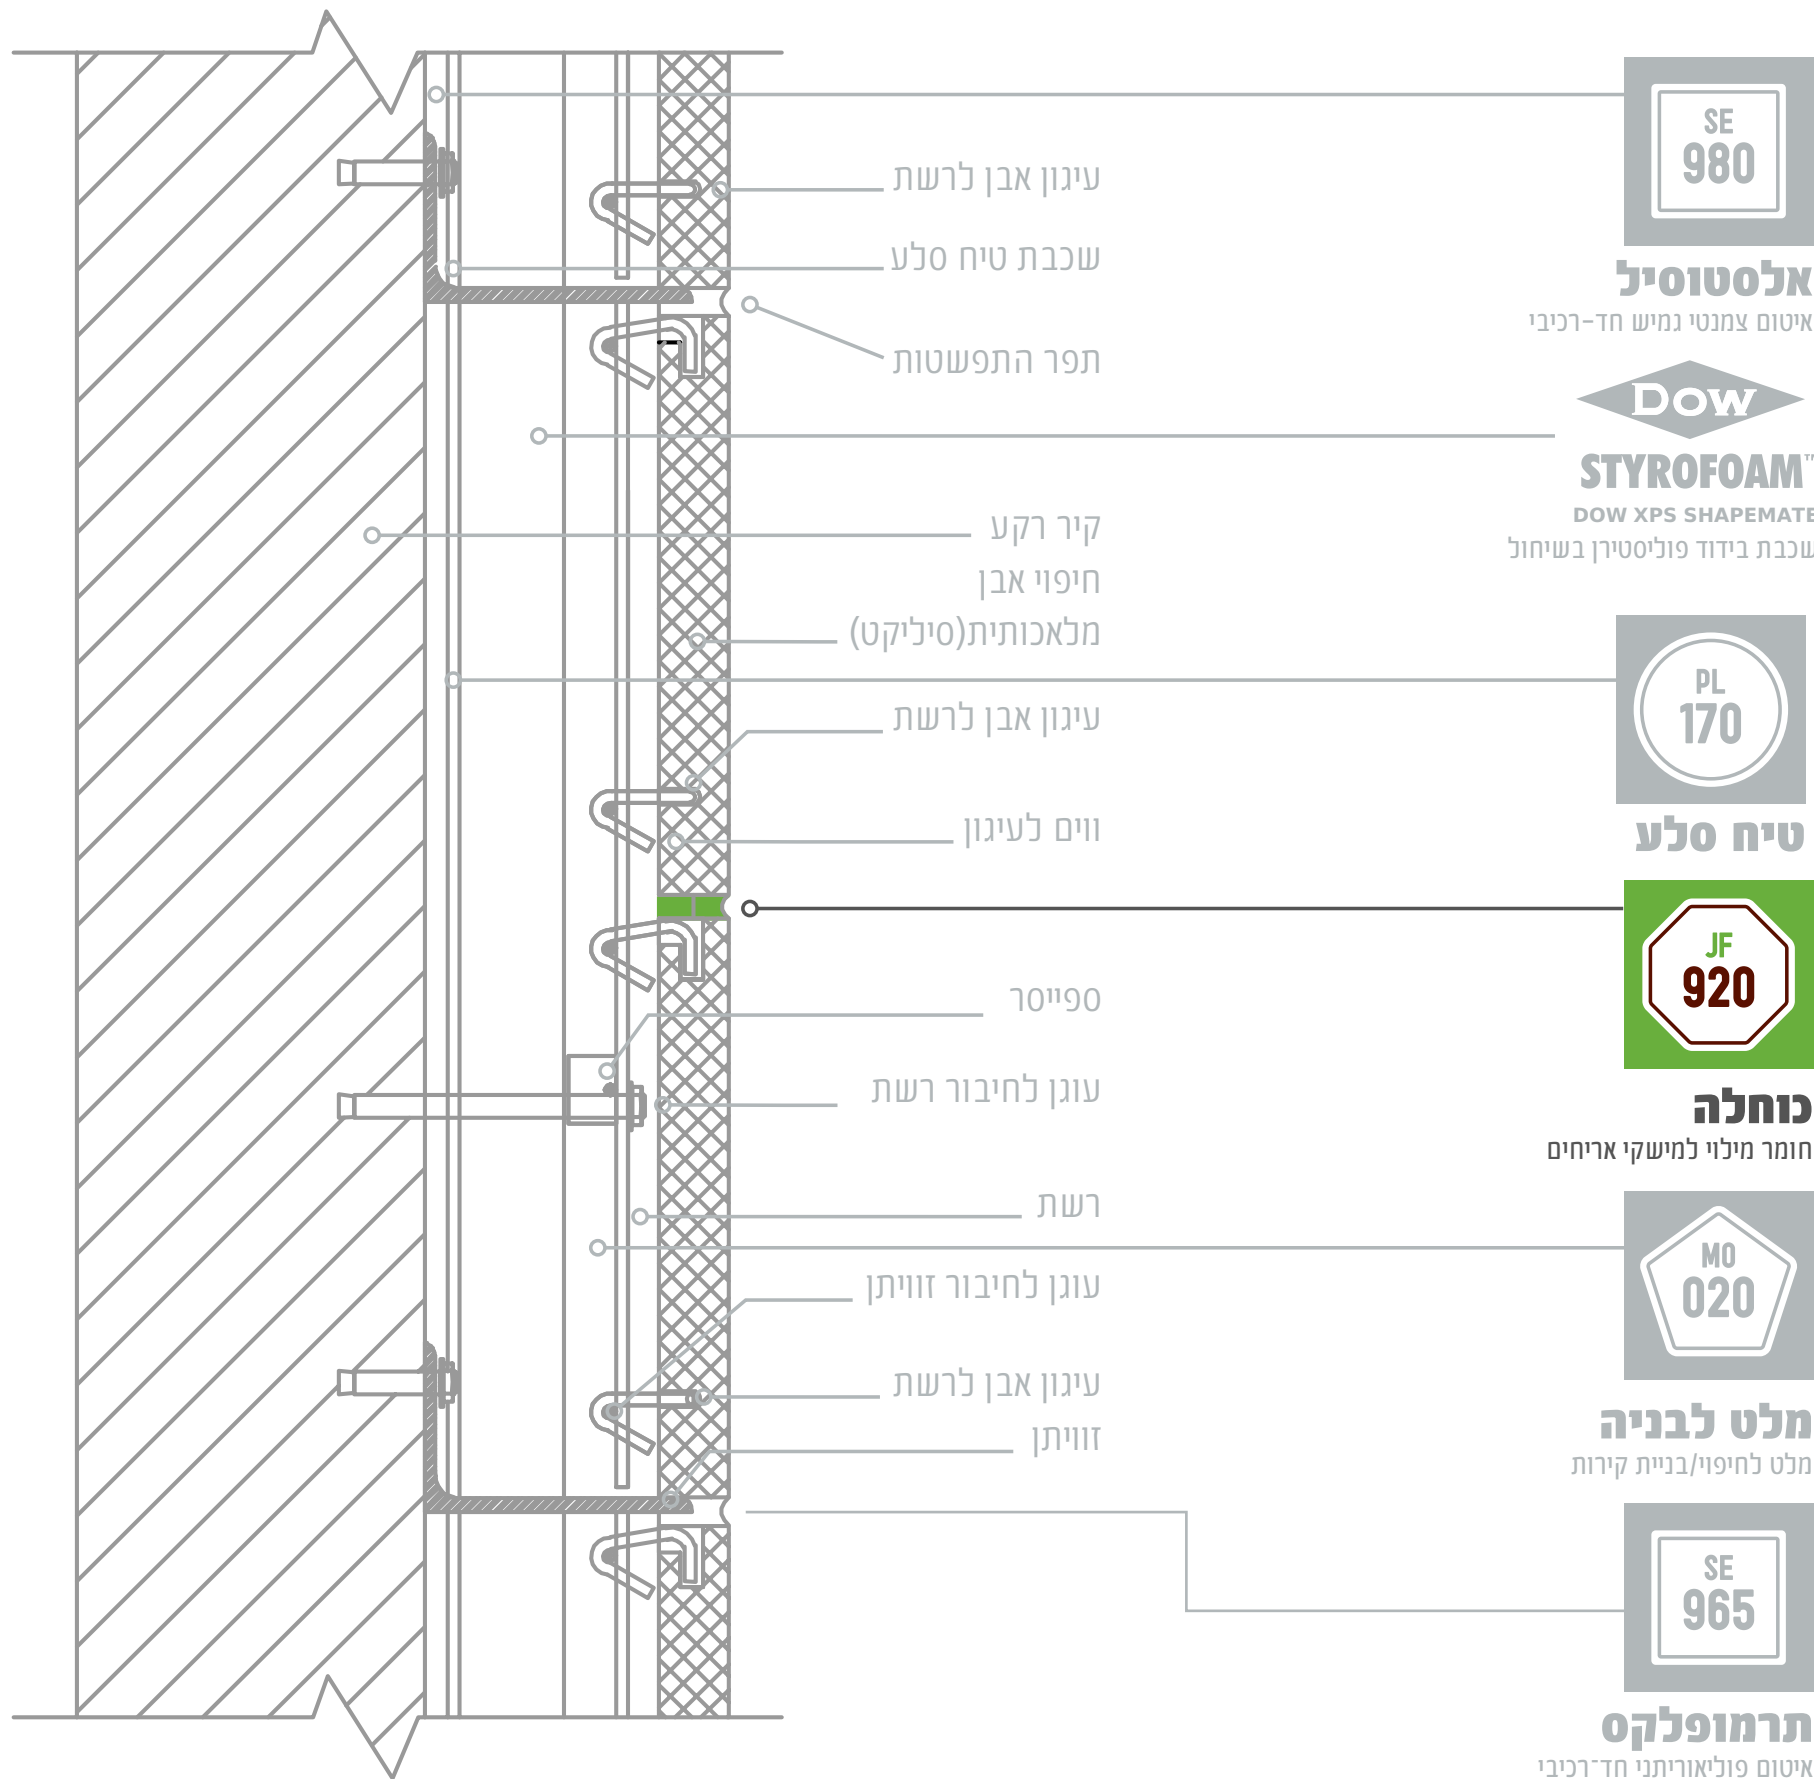 SE
980
אלסטוסיל
איטום צמנטי גמיש חד-רכיבי
עיגון אבן לרשת
שכבת טיח סלע
תפר התפשטות
DOW
STYROFOAM™
DOW XPS SHAPEMATE
שכבת בידוד פוליסטירן בשיחול
קיר רקע
חיפוי אבן
מלאכותית(סיליקט)
PL
170
טיח סלע
עיגון אבן לרשת
ווים לעיגון
JF
920
כוחלה
חומר מילוי למישקי אריחים
ספייסר
עוגן לחיבור רשת
רשת
MO
020
מלט לבניה
מלט לחיפוי/בניית קירות
עוגן לחיבור זוויתן
עיגון אבן לרשת
זוויתן
SE
965
תרמופלקס
איטום פוליאוריתני חד־רכיבי